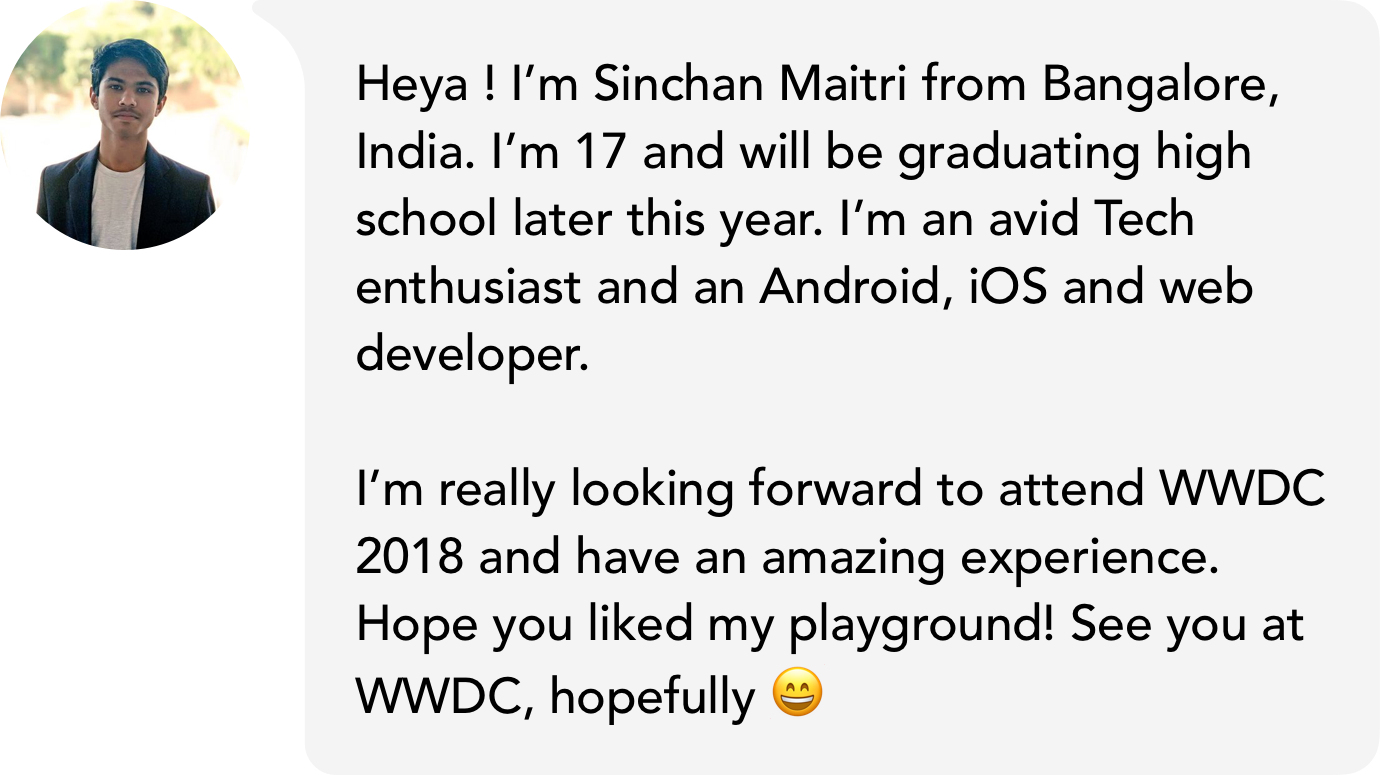 Heya ! I’m Sinchan Maitri from Bangalore,
India. I’m 17 and will be graduating high
school later this year. I’m an avid Tech
enthusiast and an Android, iOS and web
developer.
I’m really looking forward to attend WWDC
2018 and have an amazing experience.
Hope you liked my playground! See you at
WWDC, hopefully 😄